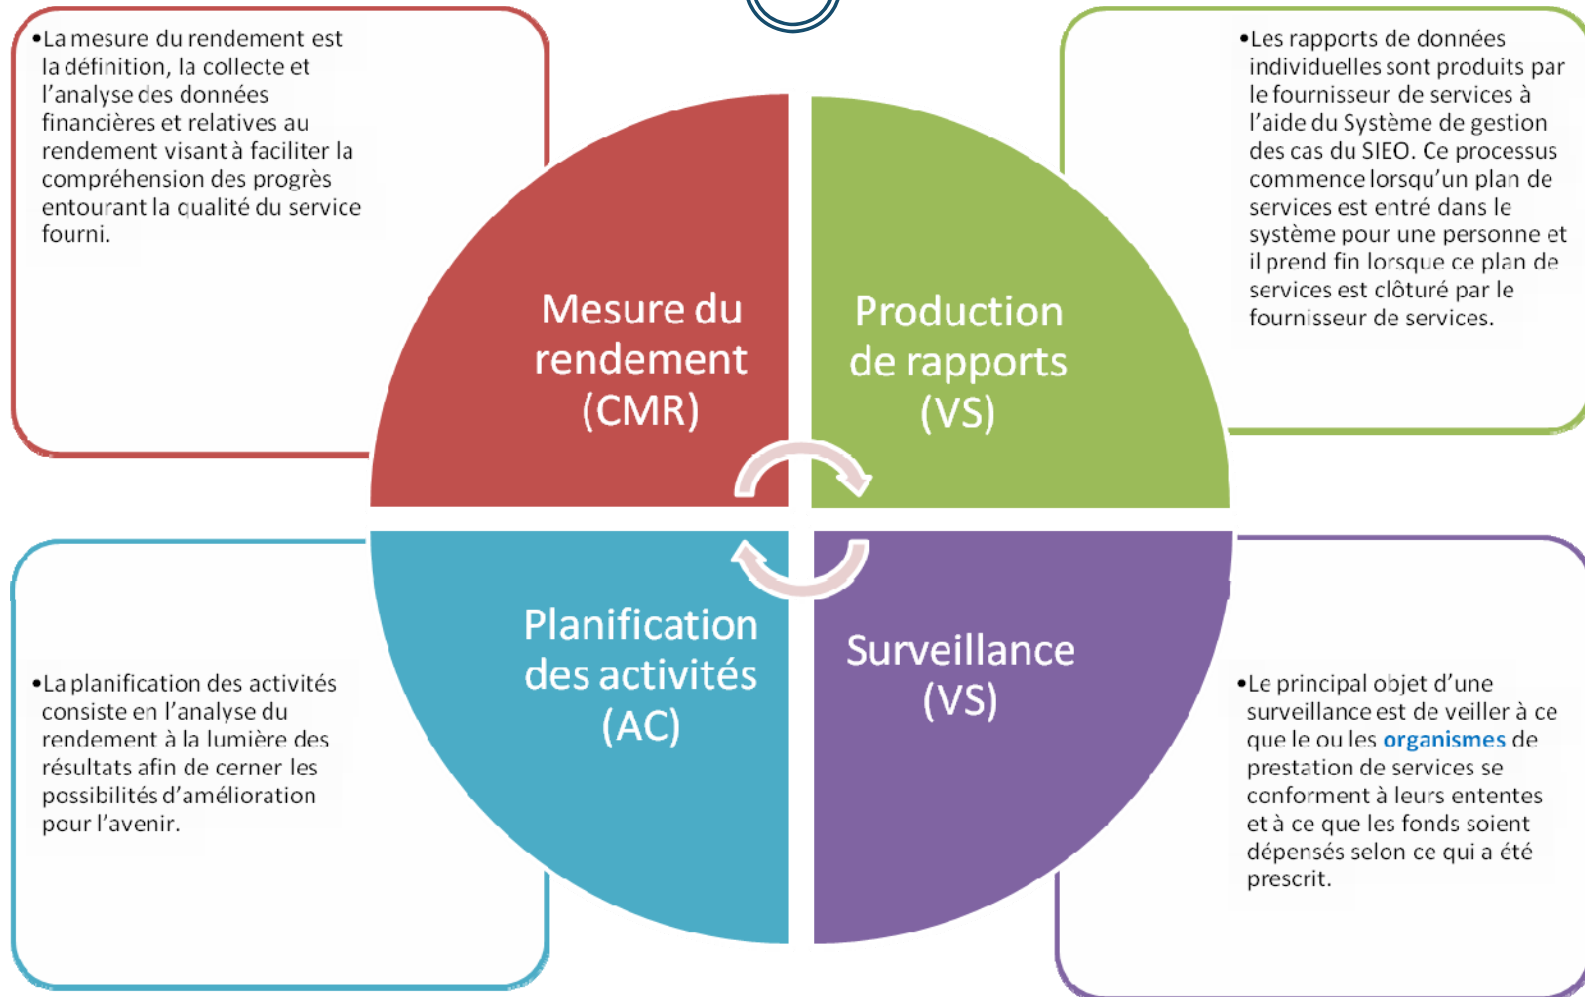 •La mesure du rendement est
la définition, la collecte et
l'analyse des données
financières et relatives au
rendement visant à faciliter la
compréhension des progrès
entourant la qualité du service
fourni.
•Les rapports de données
individuelles sont produits par
le fournisseur de services à
l'aide du Système de gestion
des cas du SIEO. Ce processus
commence lorsqu'un plan de
services est entré dans le
système pour une personne et
il prend fin lorsque ce plan de
services est clôturé par le
fournisseur de services.
Mesure du
rendement
(CMR)
Production
de rapports
(VS)
Planification
des activités
(AC)
Surveillance
(VS)
•La planification des activités
consiste en l'analyse du
rendement à la lumière des
résultats afin de cerner les
possibilités d'amélioration
pour l'avenir.
•Le principal objet d'une
surveillance est de veiller à ce
que le ou les organismes de
prestation de services se
conforment à leurs ententes
et à ce que les fonds soient
dépensés selon ce qui a été
prescrit.